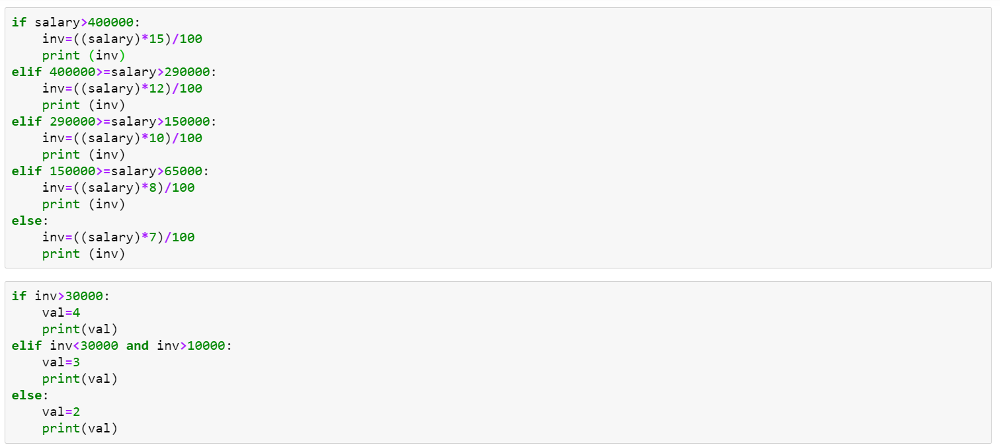 if salary>400000:
    inv=((salary)*15)/100
    print (inv)
elif 400000>=salary>290000:
    inv=((salary)*12)/100
    print (inv)
elif 290000>=salary>150000:
    inv=((salary)*10)/100
    print (inv)
elif 150000>=salary>65000:
    inv=((salary)*8)/100
    print (inv)
else:
    inv=((salary)*7)/100
    print (inv)
if inv>30000:
    val=4
    print(val)
elif inv<30000 and inv>10000:
    val=3
    print(val)
else:
    val=2
    print(val)